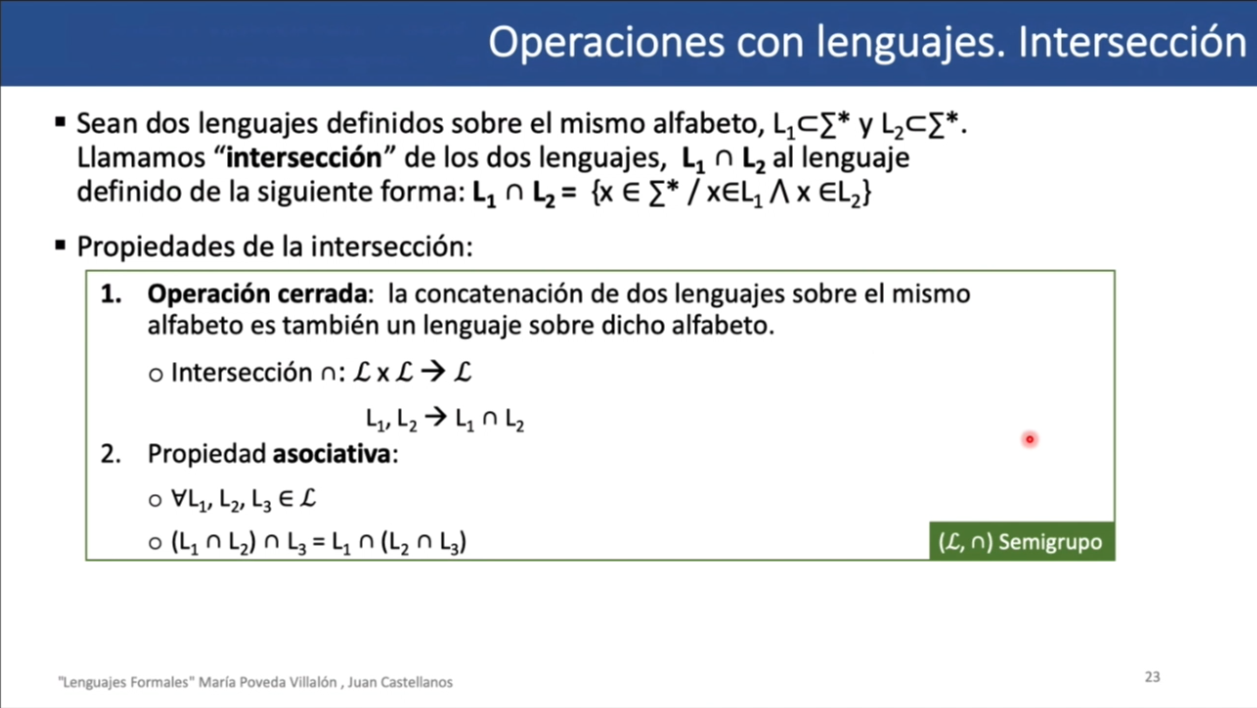 Operaciones con lenguajes. Intersección
▪ Sean dos lenguajes definidos sobre el mismo alfabeto, L₁⊂∑* y L₂⊂∑*.
Llamamos “intersección” de los dos lenguajes, L₁ ∩ L₂ al lenguaje
definido de la siguiente forma: L₁ ∩ L₂ = {x ∈ ∑* / x∈L₁ ⋀ x ∈L₂}
▪ Propiedades de la intersección:
1. Operación cerrada: la concatenación de dos lenguajes sobre el mismo
alfabeto es también un lenguaje sobre dicho alfabeto.
○ Intersección ∩: ℒ x ℒ → ℒ
L₁, L₂ → L₁ ∩ L₂
2. Propiedad asociativa:
○ ∀L₁, L₂, L₃ ∈ ℒ
○ (L₁ ∩ L₂) ∩ L₃ = L₁ ∩ (L₂ ∩ L₃)
(ℒ, ∩) Semigrupo
"Lenguajes Formales" María Poveda Villalón , Juan Castellanos
23